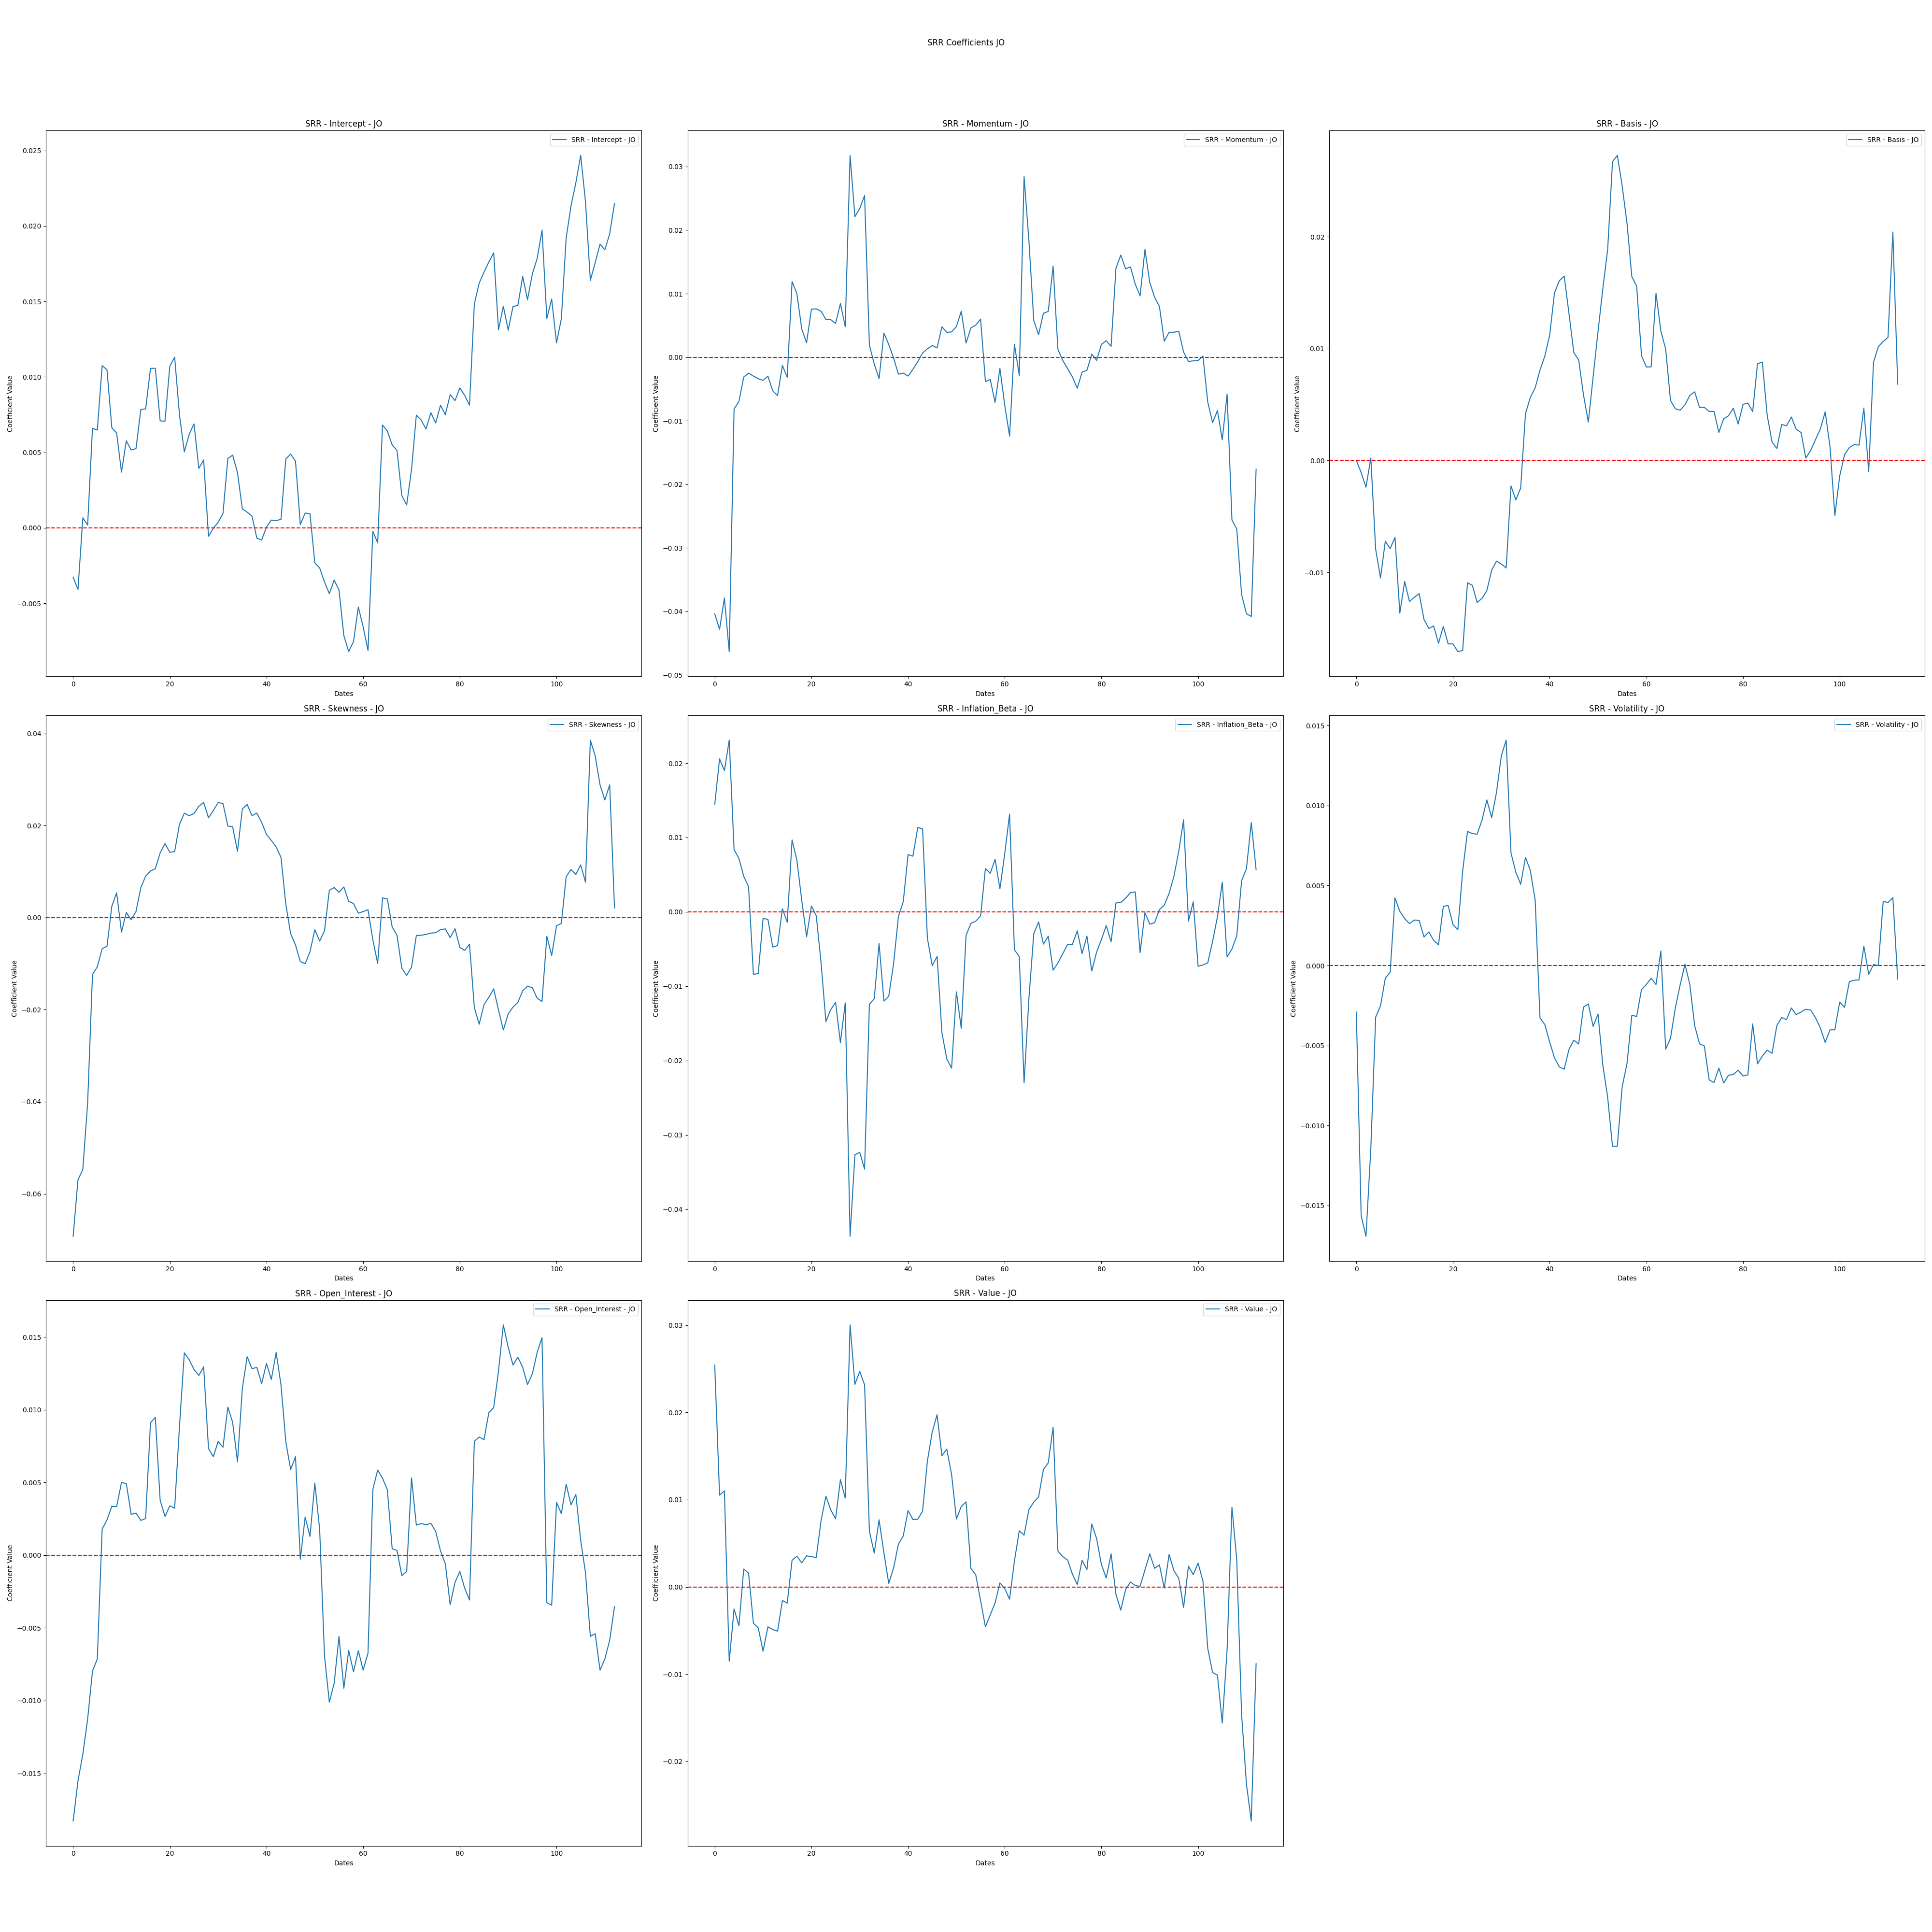 SRR Coefficients JO
SRR - Intercept - JO
SRR - Intercept - JO
Coefficient Value
0.025
0.020
0.015
0.010
0.005
0.000
−0.005
0 20 40 60 80 100
Dates
SRR - Momentum - JO
SRR - Momentum - JO
Coefficient Value
0.03
0.02
0.01
0.00
−0.01
−0.02
−0.03
−0.04
−0.05
0 20 40 60 80 100
Dates
SRR - Basis - JO
SRR - Basis - JO
Coefficient Value
0.02
0.01
0.00
−0.01
0 20 40 60 80 100
Dates
SRR - Skewness - JO
SRR - Skewness - JO
Coefficient Value
0.04
0.02
0.00
−0.02
−0.04
−0.06
0 20 40 60 80 100
Dates
SRR - Inflation_Beta - JO
SRR - Inflation_Beta - JO
Coefficient Value
0.02
0.01
0.00
−0.01
−0.02
−0.03
−0.04
0 20 40 60 80 100
Dates
SRR - Volatility - JO
SRR - Volatility - JO
Coefficient Value
0.015
0.010
0.005
0.000
−0.005
−0.010
−0.015
0 20 40 60 80 100
Dates
SRR - Open_Interest - JO
SRR - Open_Interest - JO
Coefficient Value
0.015
0.010
0.005
0.000
−0.005
−0.010
−0.015
0 20 40 60 80 100
Dates
SRR - Value - JO
SRR - Value - JO
Coefficient Value
0.03
0.02
0.01
0.00
−0.01
−0.02
0 20 40 60 80 100
Dates